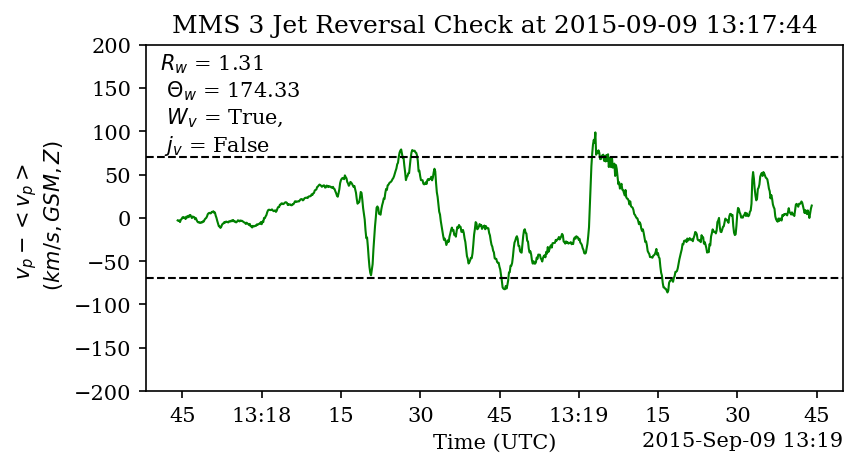 MMS 3 Jet Reversal Check at 2015-09-09 13:17:44
200
150
100
50
0
−50
−100
−150
−200
v_p − < v_p >
(km/s, GSM, Z)
R_w = 1.31
Θ_w = 174.33
W_v = True,
j_v = False
45 13:18 15 30 45 13:19 15 30 45
Time (UTC)
2015-Sep-09 13:19